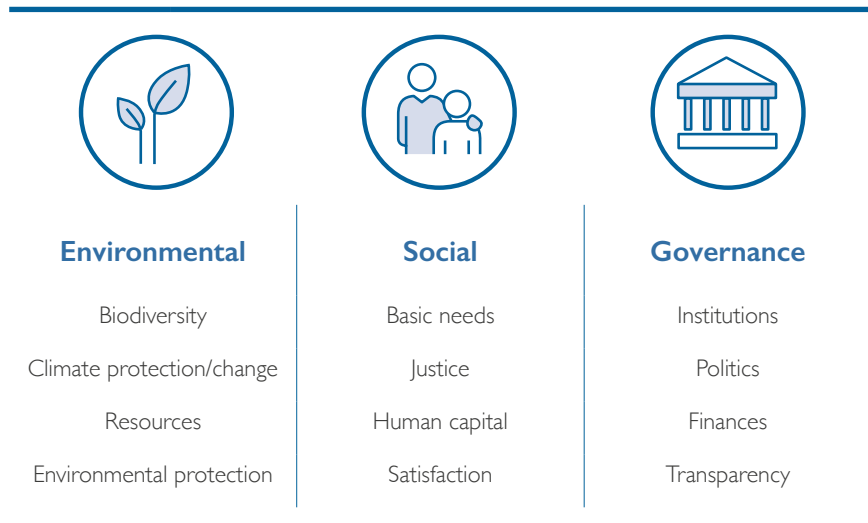 Environmental
Biodiversity
Climate protection/change
Resources
Environmental protection
Social
Basic needs
Justice
Human capital
Satisfaction
Governance
Institutions
Politics
Finances
Transparency